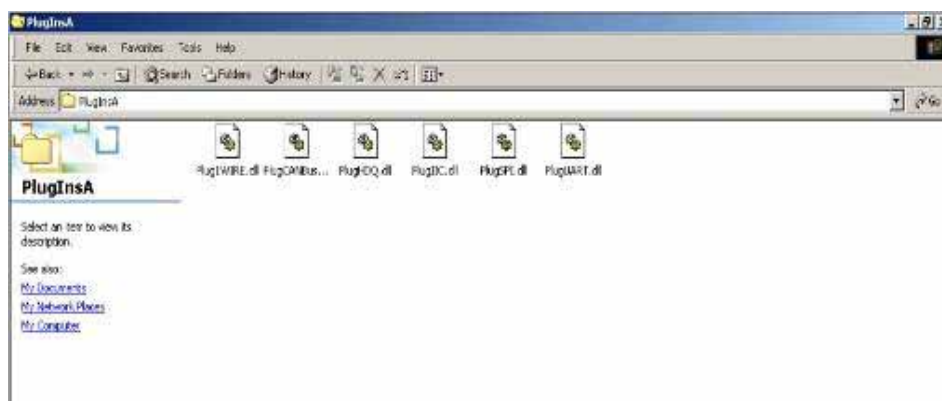 PlugInsA
File Edit View Favorites Tools Help
Back Search Folders History
Address PlugInsA Go
Plug1WIRE.dll PlugCANBus... PlugHDQ.dll PlugIIC.dll PlugSPI.dll PlugUART.dll
PlugInsA
Select an item to view its
description.
See also:
My Documents
My Network Places
My Computer